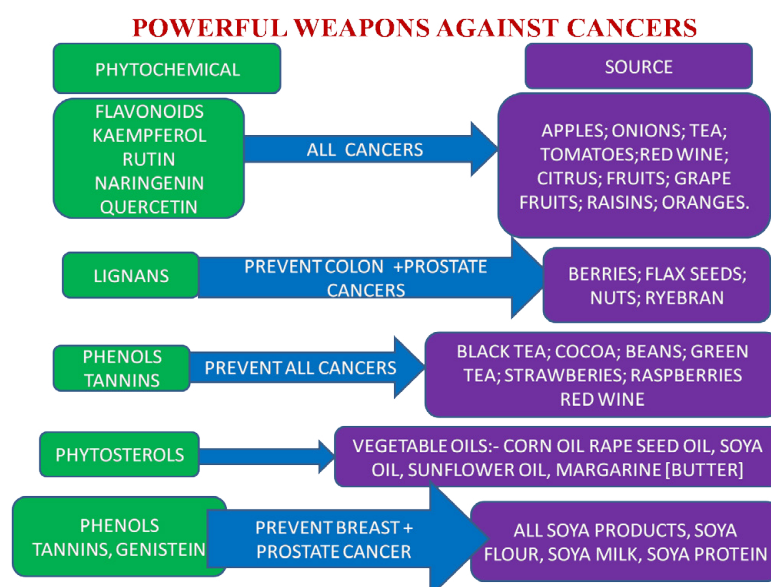 POWERFUL WEAPONS AGAINST CANCERS
PHYTOCHEMICAL
SOURCE
FLAVONOIDS
KAEMPFEROL
RUTIN
NARINGENIN
QUERCETIN
ALL CANCERS
APPLES; ONIONS; TEA;
TOMATOES;RED WINE;
CITRUS; FRUITS; GRAPE
FRUITS; RAISINS; ORANGES.
LIGNANS
PREVENT COLON +PROSTATE
CANCERS
BERRIES; FLAX SEEDS;
NUTS; RYEBRAN
PHENOLS
TANNINS
PREVENT ALL CANCERS
BLACK TEA; COCOA; BEANS; GREEN
TEA; STRAWBERIES; RASPBERRIES
RED WINE
PHYTOSTEROLS
VEGETABLE OILS:- CORN OIL RAPE SEED OIL, SOYA
OIL, SUNFLOWER OIL, MARGARINE [BUTTER]
PHENOLS
TANNINS, GENISTEIN
PREVENT BREAST +
PROSTATE CANCER
ALL SOYA PRODUCTS, SOYA
FLOUR, SOYA MILK, SOYA PROTEIN